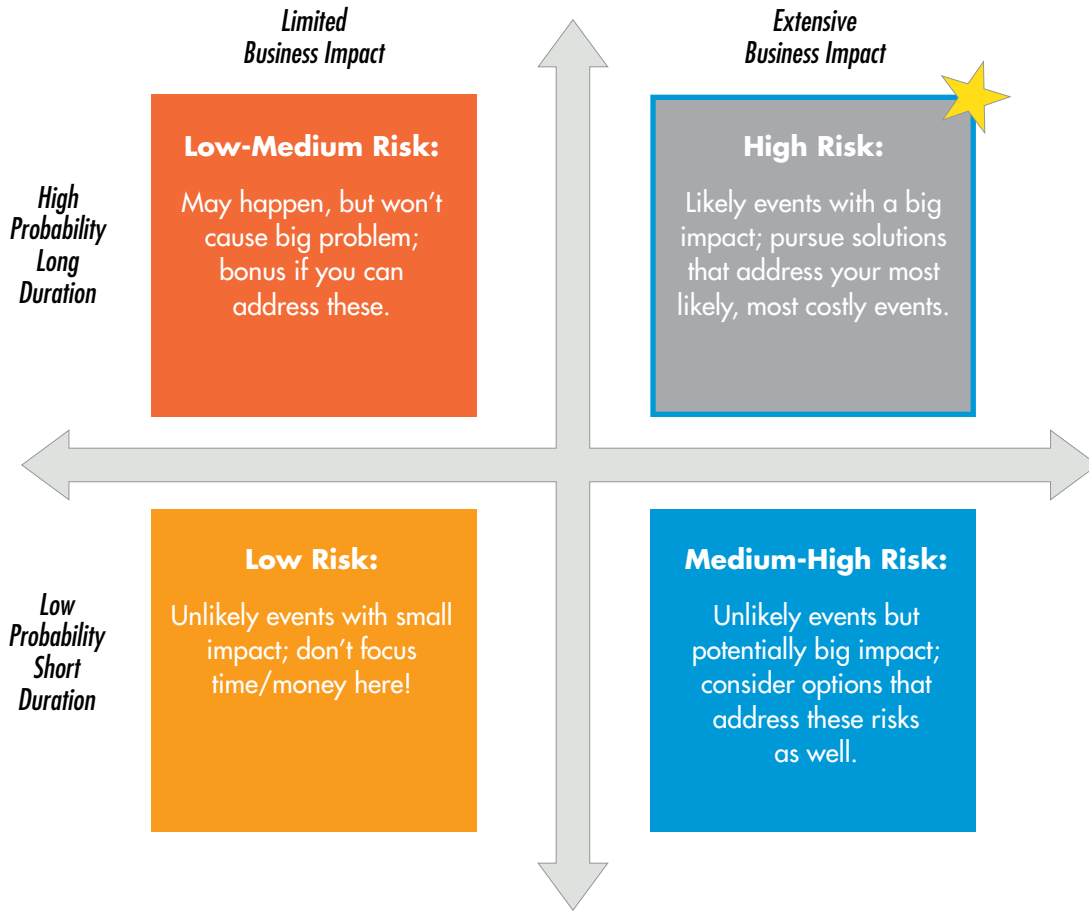 Limited
Business Impact
Extensive
Business Impact
High
Probability
Long
Duration
Low-Medium Risk:
May happen, but won’t
cause big problem;
bonus if you can
address these.
High Risk:
Likely events with a big
impact; pursue solutions
that address your most
likely, most costly events.
Low
Probability
Short
Duration
Low Risk:
Unlikely events with small
impact; don’t focus
time/money here!
Medium-High Risk:
Unlikely events but
potentially big impact;
consider options that
address these risks
as well.